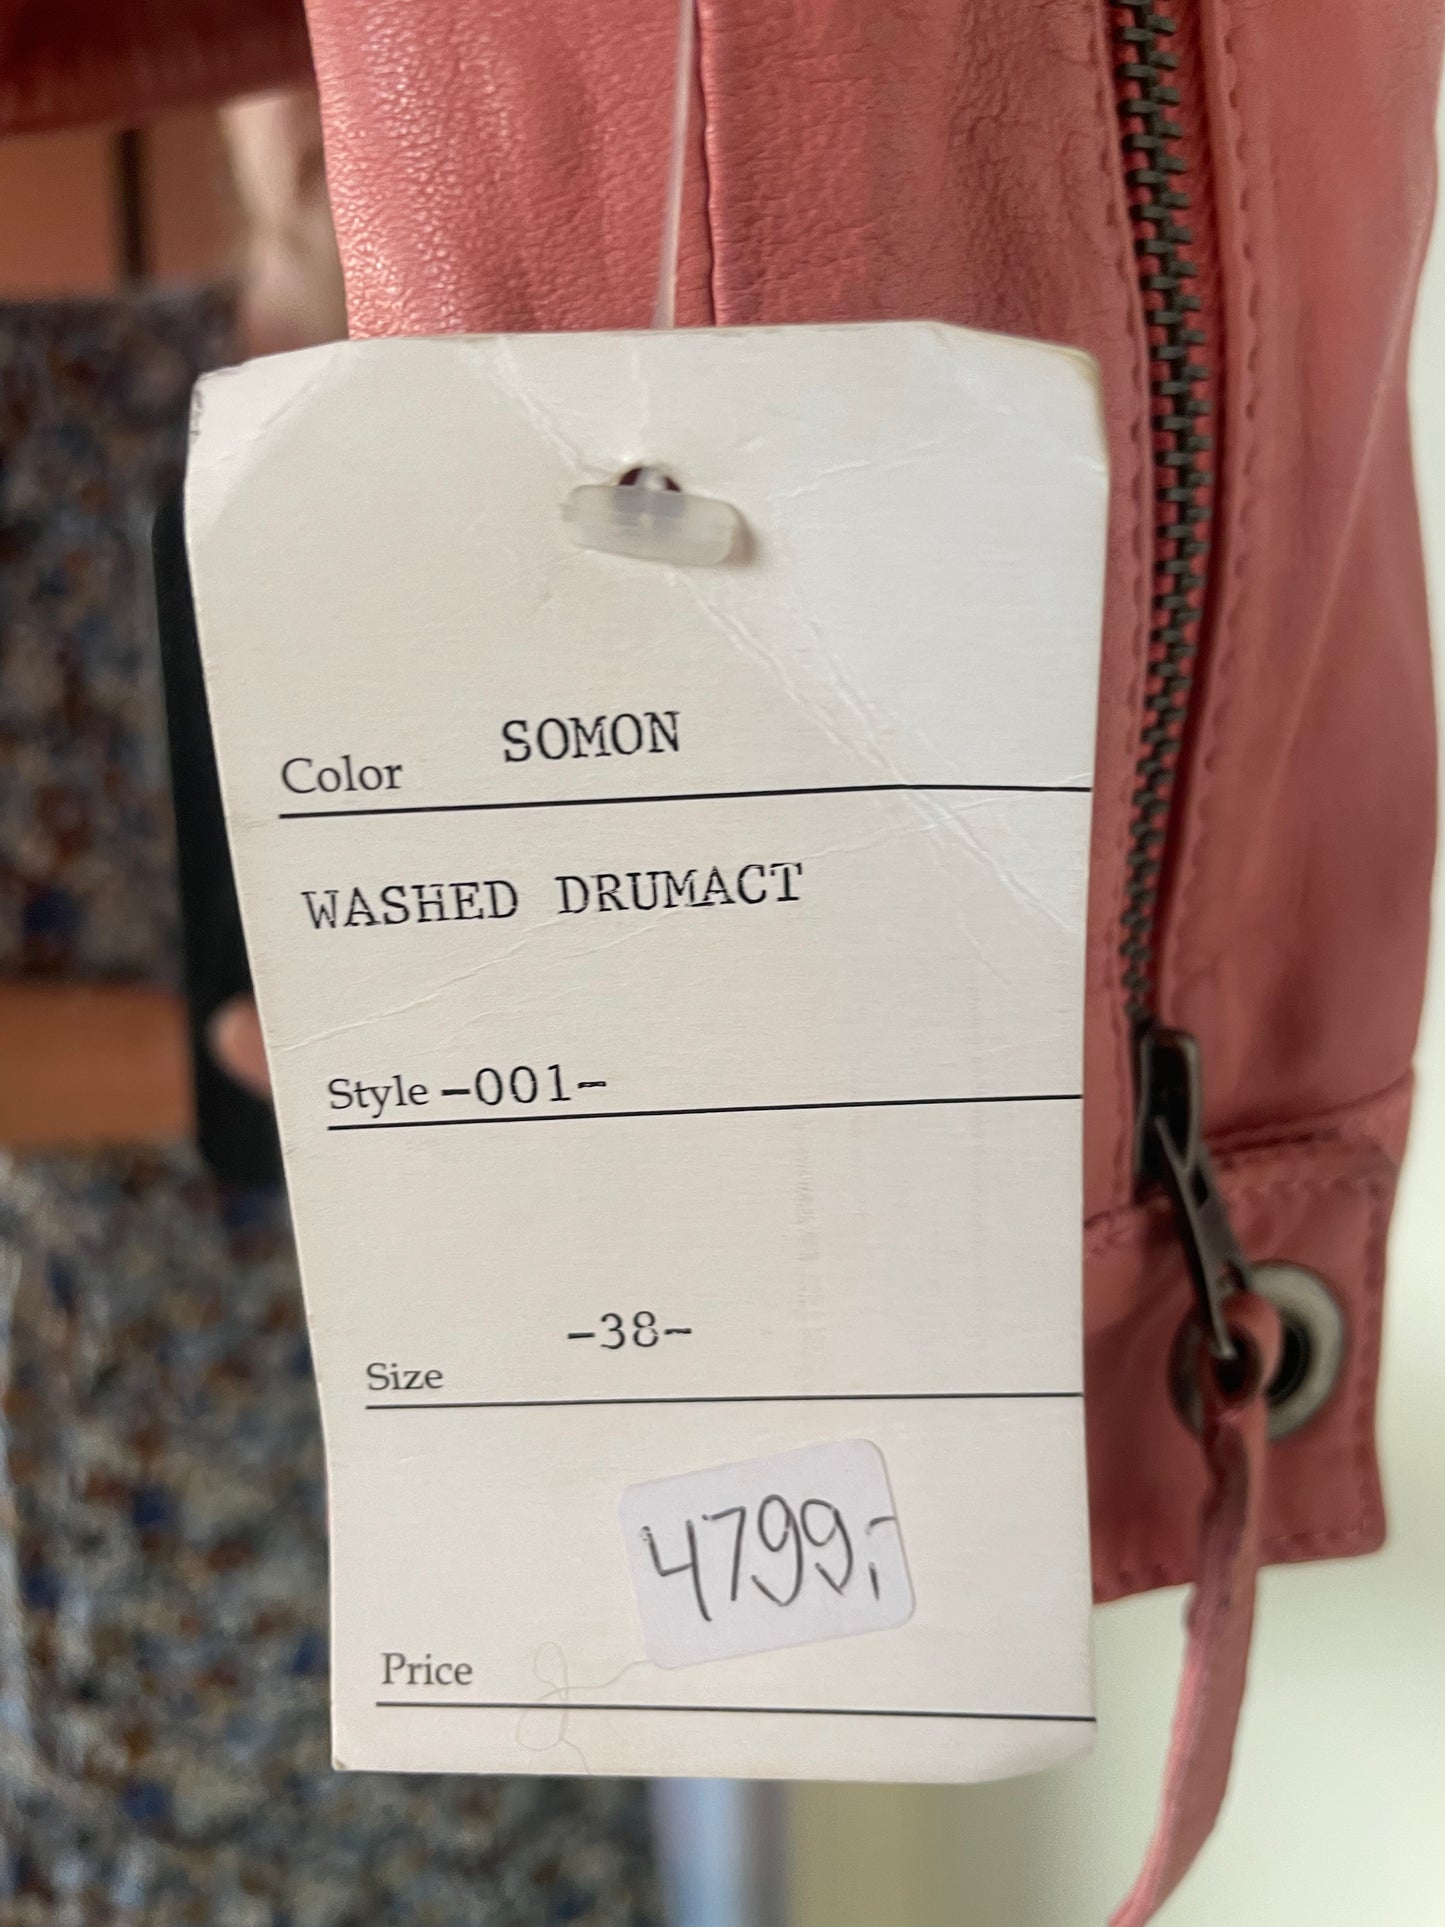 Color SOMON
WASHED DRUMACT
Style -001-
Size -38-
4799,-
Price